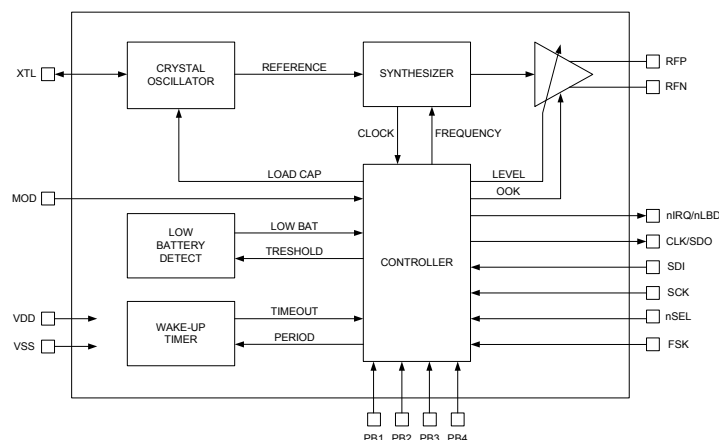 XTL
CRYSTAL
OSCILLATOR
REFERENCE
SYNTHESIZER
RFP
RFN
CLOCK
FREQUENCY
LOAD CAP
LEVEL
OOK
MOD
LOW
BATTERY
DETECT
LOW BAT
TRESHOLD
CONTROLLER
nIRQ/nLBD
CLK/SDO
SDI
SCK
nSEL
FSK
VDD
VSS
WAKE-UP
TIMER
TIMEOUT
PERIOD
PB1 PB2 PB3 PB4